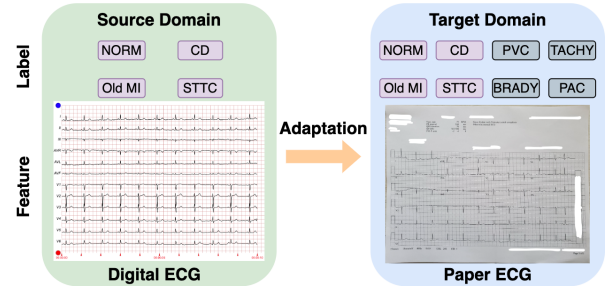 Source Domain
Target Domain
Label
NORM CD
Old MI STTC
NORM CD PVC TACHY
Old MI STTC BRADY PAC
Adaptation
Feature
I
II
III
AVR
AVL
AVF
V1
V2
V3
V4
V5
V6
Digital ECG
Paper ECG